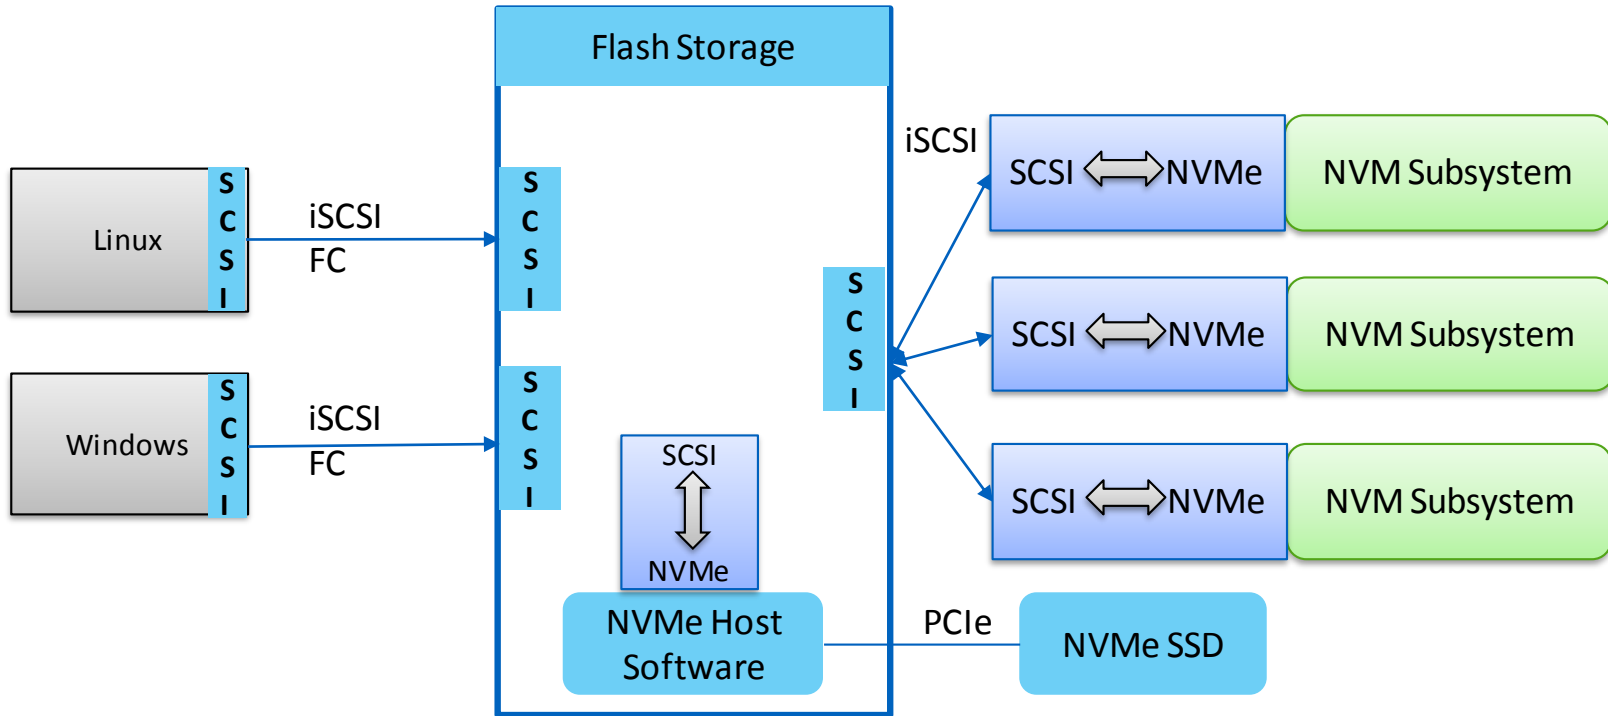 Flash Storage
Linux
S
C
S
I
iSCSI
FC
S
C
S
I
Windows
S
C
S
I
iSCSI
FC
S
C
S
I
SCSI
NVMe
NVMe Host
Software
S
C
S
I
iSCSI
SCSI NVMe
NVM Subsystem
SCSI NVMe
NVM Subsystem
SCSI NVMe
NVM Subsystem
PCIe
NVMe SSD